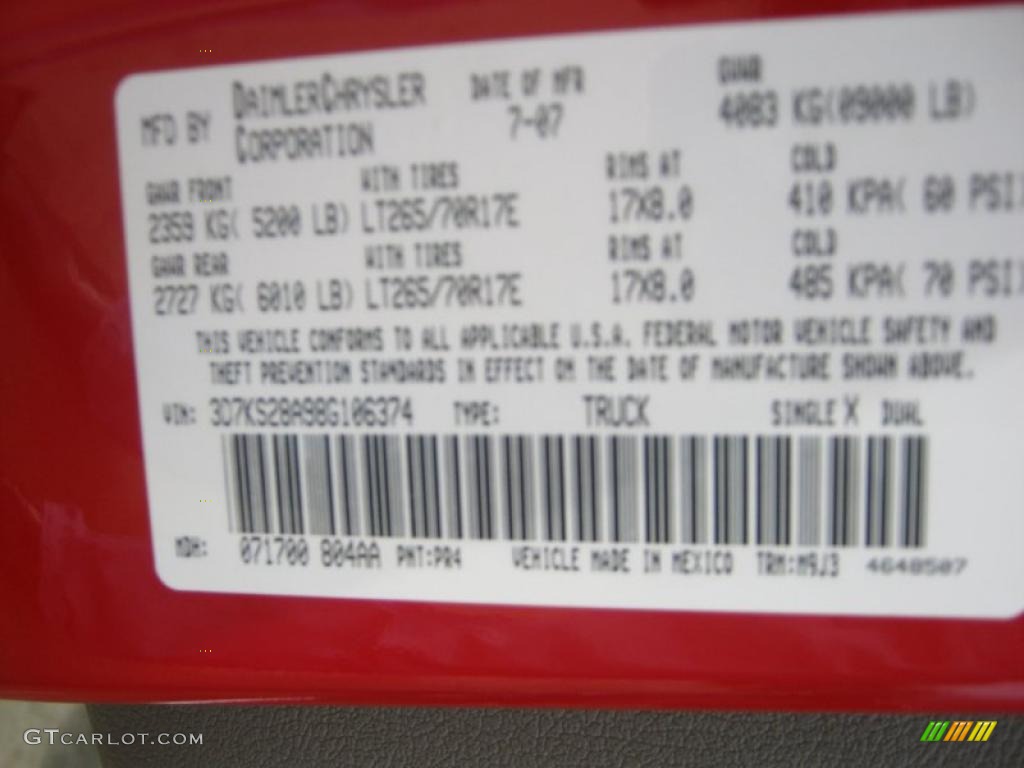 MFD BY DAIMLERCHRYSLER CORPORATION DATE OF MFR 7-07 GVWR 4083 KG(09000 LB)
GAWR FRONT WITH TIRES RIMS AT COLD
2359 KG( 5200 LB) LT265/70R17E 17X8.0 410 KPA( 60 PSI)
GAWR REAR WITH TIRES RIMS AT COLD
2727 KG( 6010 LB) LT265/70R17E 17X8.0 485 KPA( 70 PSI)
THIS VEHICLE CONFORMS TO ALL APPLICABLE U.S.A. FEDERAL MOTOR VEHICLE SAFETY AND
THEFT PREVENTION STANDARDS IN EFFECT ON THE DATE OF MANUFACTURE SHOWN ABOVE.
VIN: 3D7KS28A98G106374 TYPE: TRUCK SINGLE X DUAL
MDH: 071700 804AA PNT:PR4 VEHICLE MADE IN MEXICO TRM:M9J3 4648507
GTCARLOT.COM